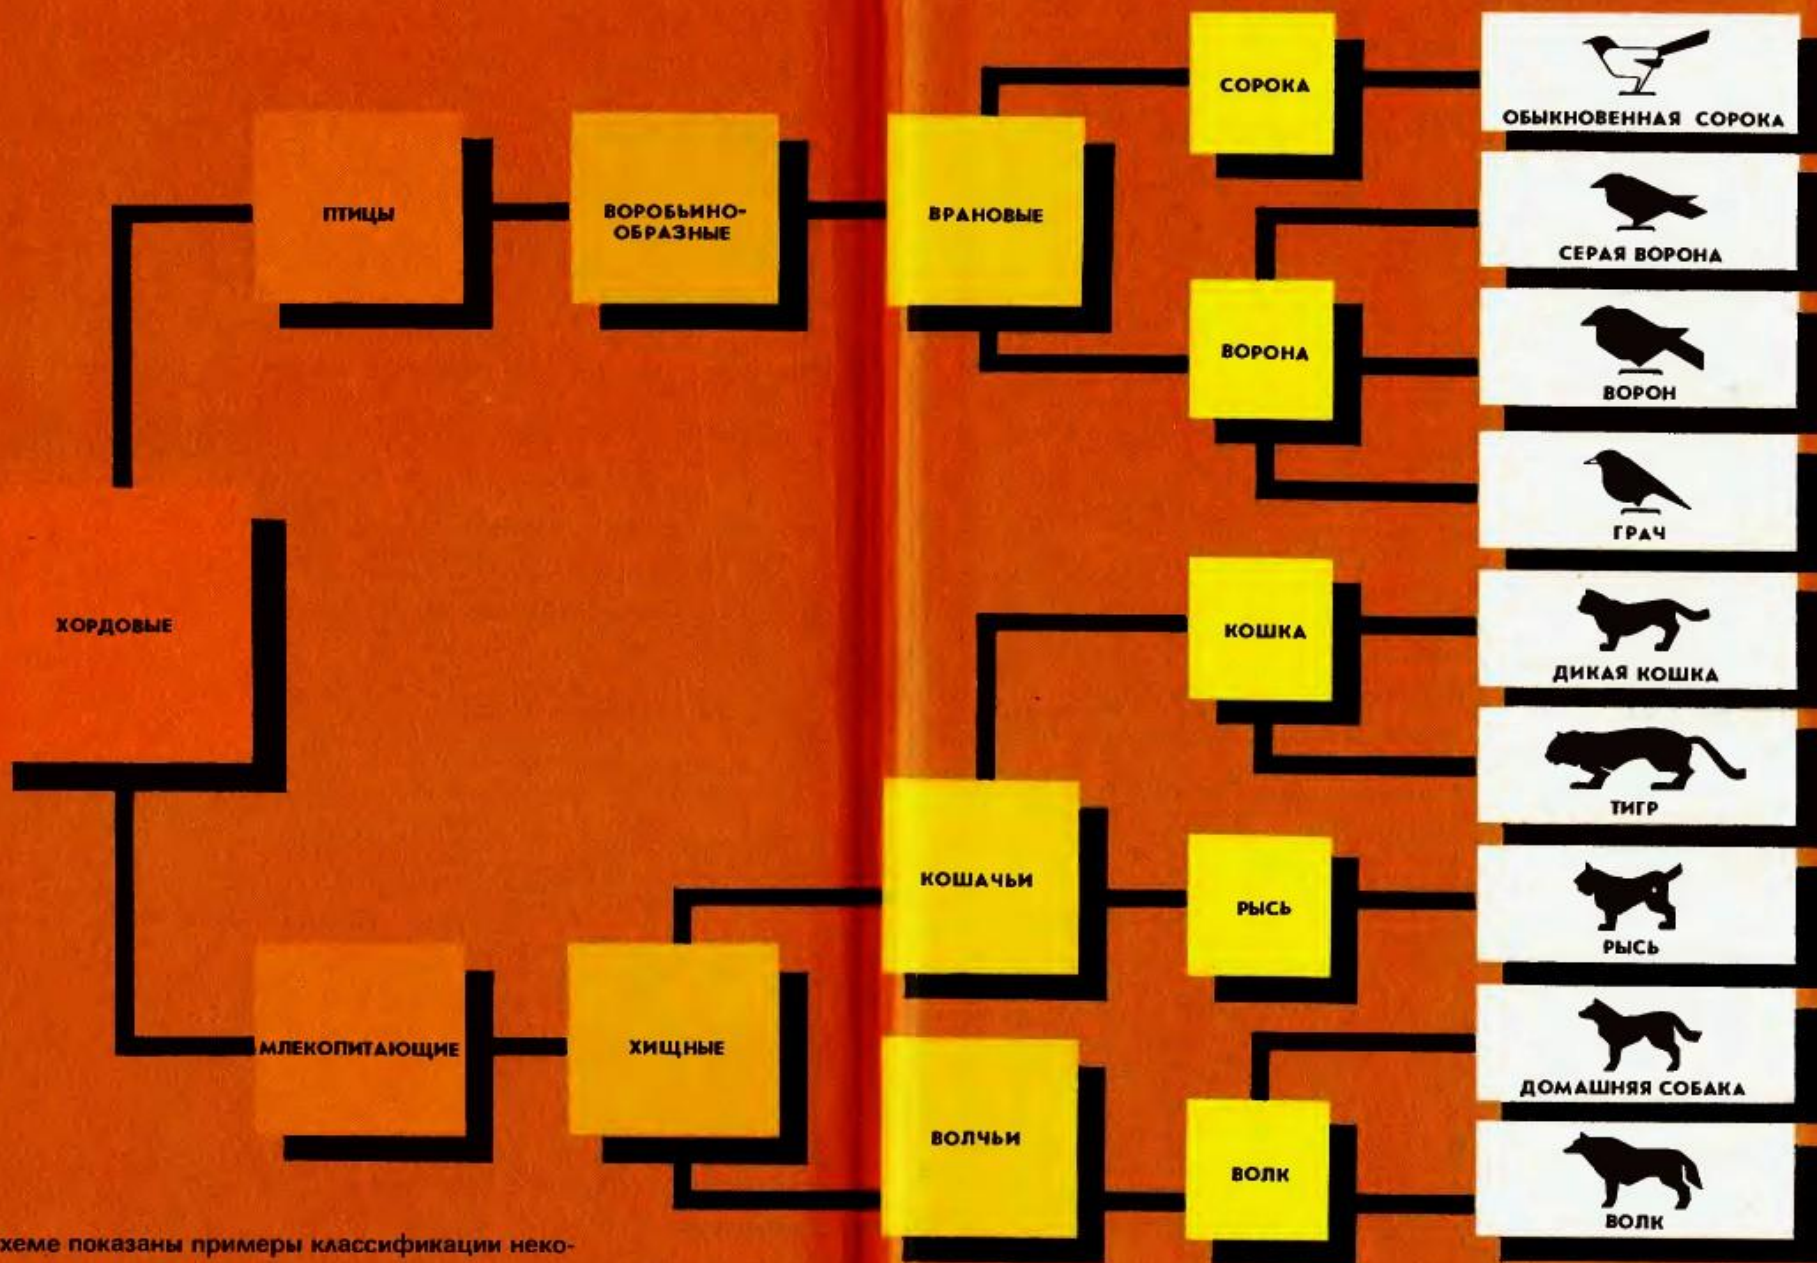 СОРОКА
ОБЫКНОВЕННАЯ СОРОКА
ПТИЦЫ
ВОРОБЬИНО-
ОБРАЗНЫЕ
ВРАНОВЫЕ
СЕРАЯ ВОРОНА
ВОРОНА
ВОРОН
ГРАЧ
ХОРДОВЫЕ
КОШКА
ДИКАЯ КОШКА
ТИГР
КОШАЧЬИ
РЫСЬ
РЫСЬ
МЛЕКОПИТАЮЩИЕ
ХИЩНЫЕ
ДОМАШНЯЯ СОБАКА
ВОЛЧЬИ
ВОЛК
ВОЛК
хеме показаны примеры классификации неко-